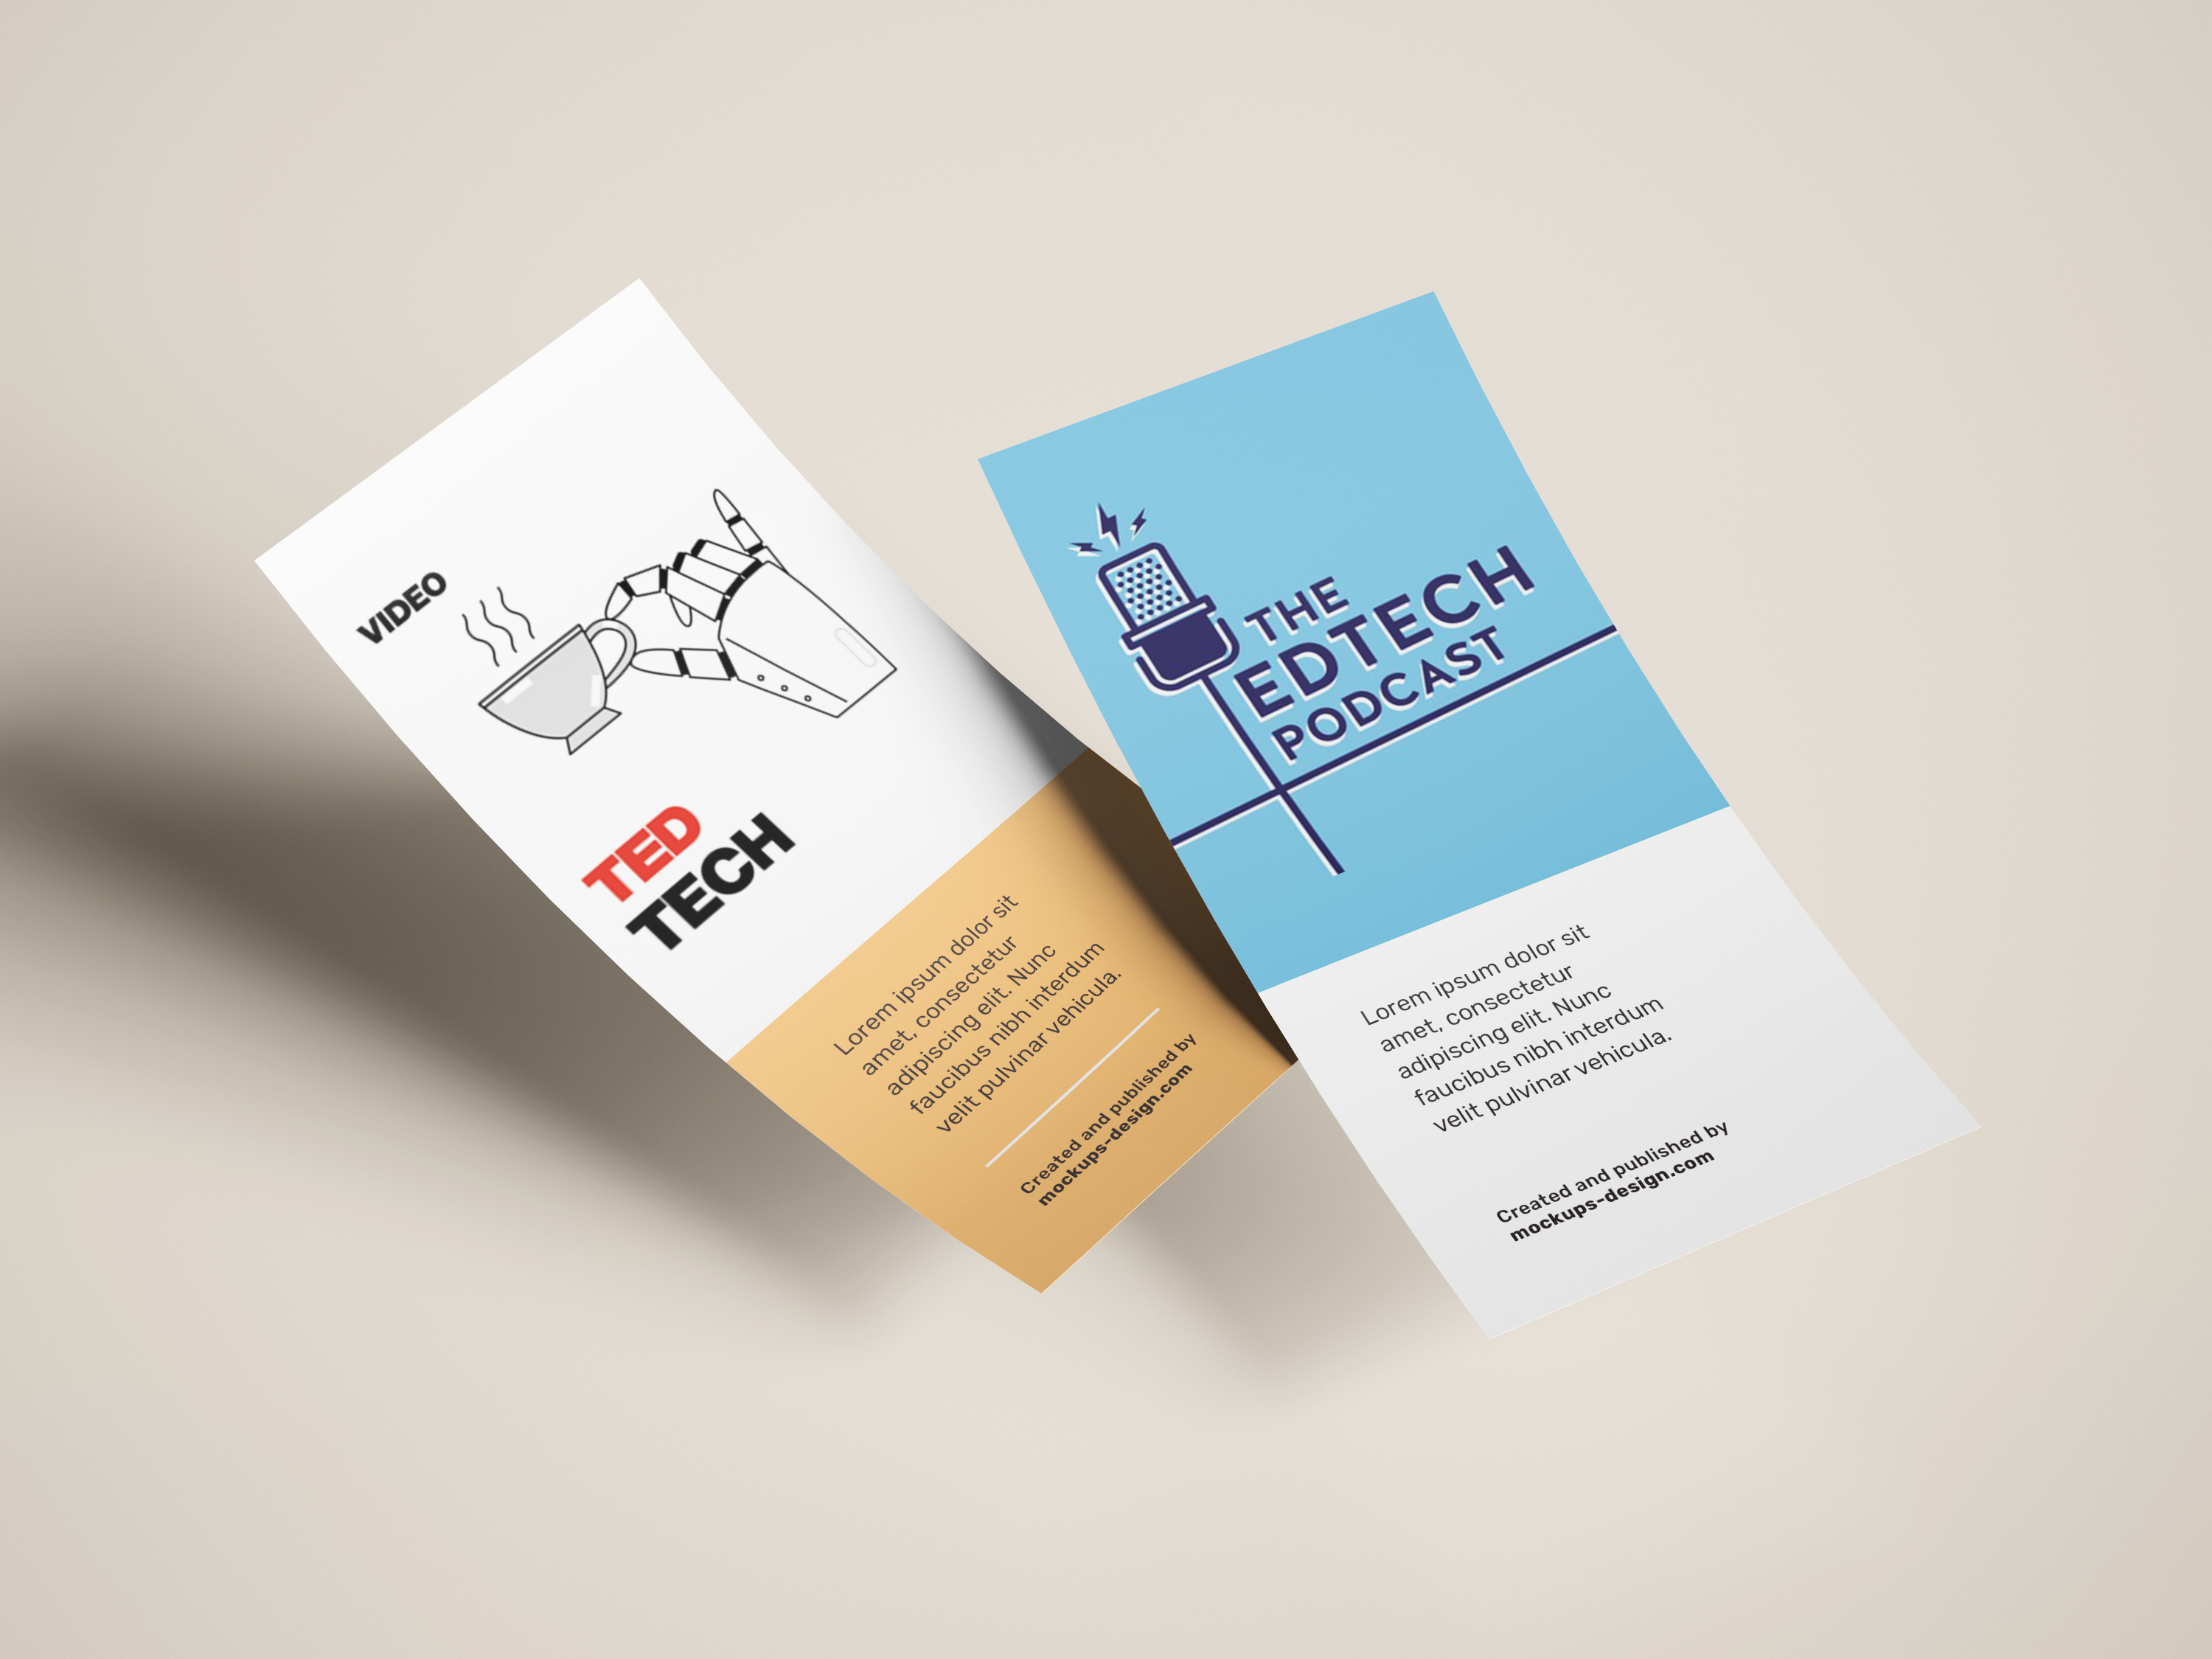 VIDEO
TED
TECH
Lorem ipsum dolor sit
amet, consectetur
adipiscing elit. Nunc
faucibus nibh interdum
velit pulvinar vehicula.
Created and published by
mockups-design.com
THE
EDTECH
PODCAST
Lorem ipsum dolor sit
amet, consectetur
adipiscing elit. Nunc
faucibus nibh interdum
velit pulvinar vehicula.
Created and published by
mockups-design.com